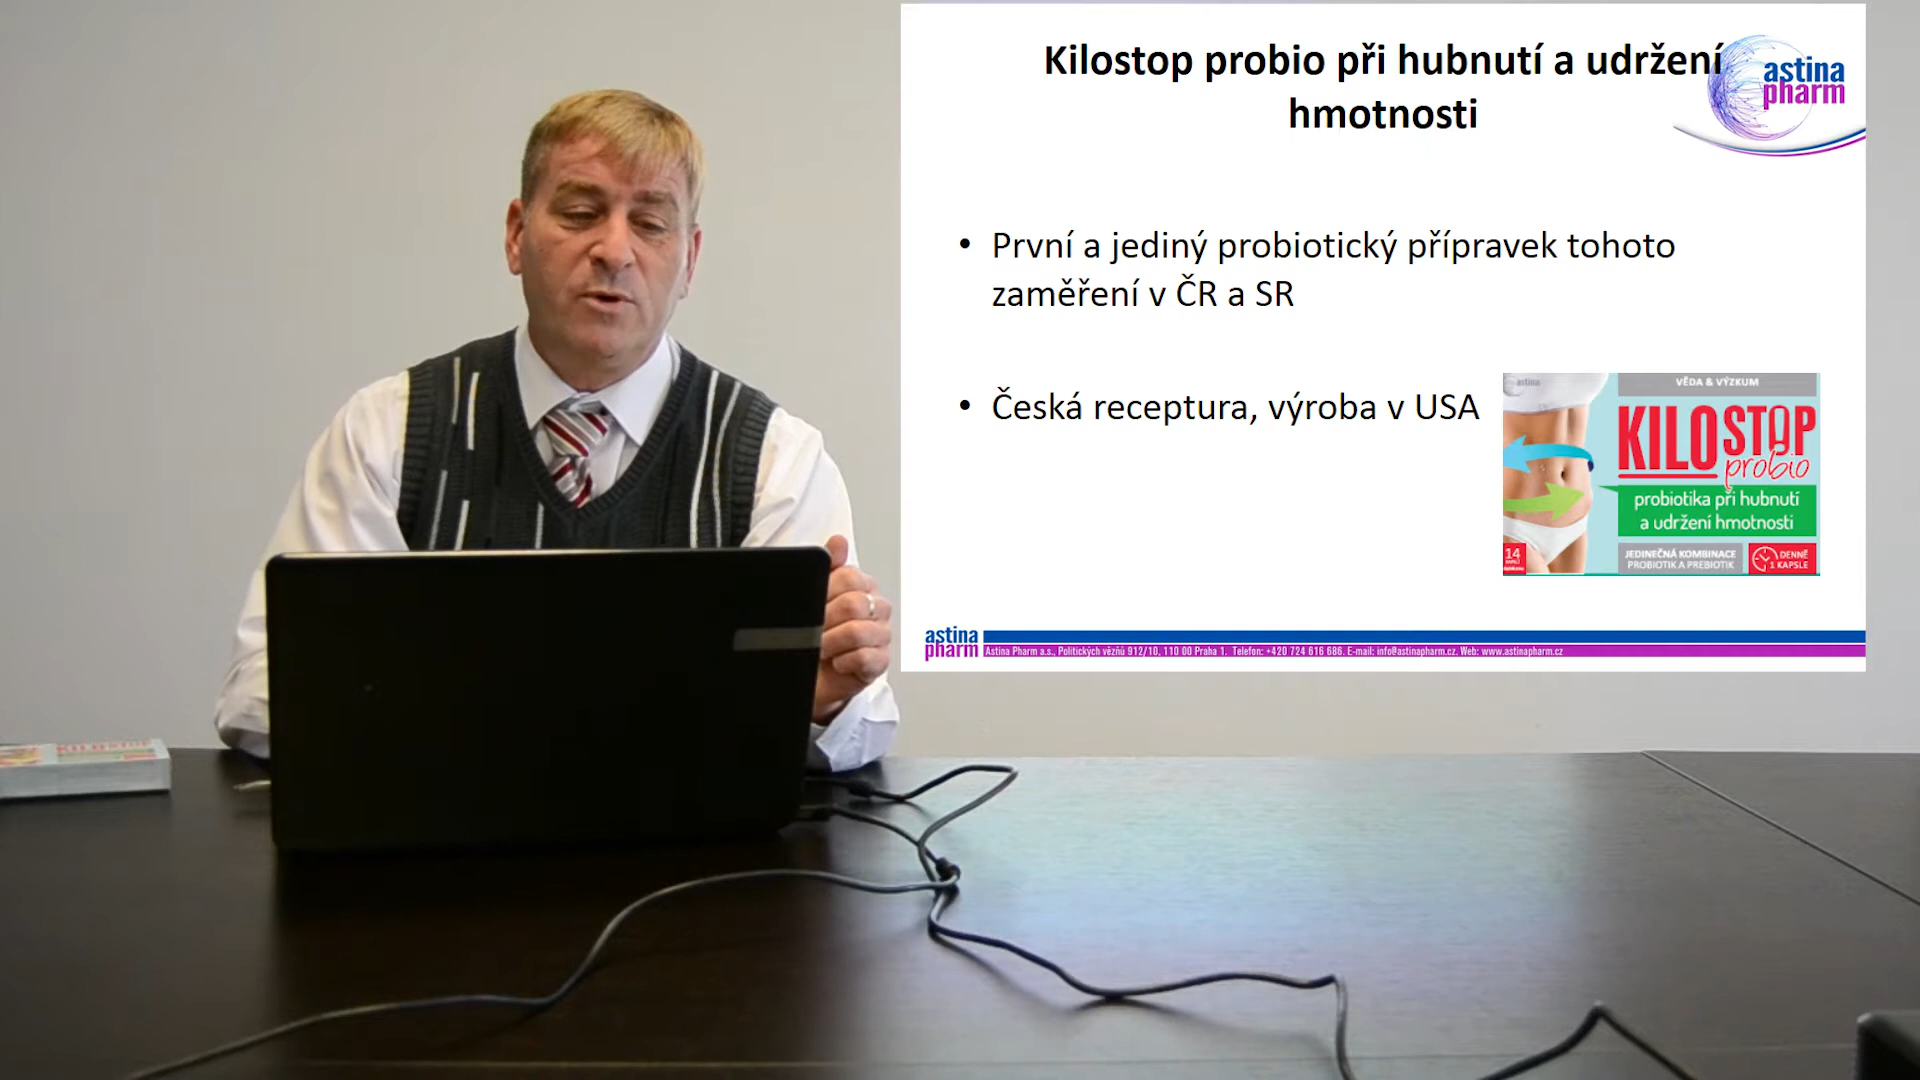 Kilostop probio při hubnutí a udržení
hmotnosti
astina
pharm
• První a jediný probiotický přípravek tohoto
zaměření v ČR a SR
• Česká receptura, výroba v USA
astina
VĚDA & VÝZKUM
KILOSTOP
probio
probiotika při hubnutí
a udržení hmotnosti
14
JEDINEČNÁ KOMBINACE
PROBIOTIK A PREBIOTIK
DENNĚ
1 KAPSLE
astina
pharm
Astina Pharm a.s., Politických vězňů 912/10, 110 00 Praha 1. Telefon: +420 724 616 686. E-mail: info@astinapharm.cz. Web: www.astinapharm.cz
KILOSTOP